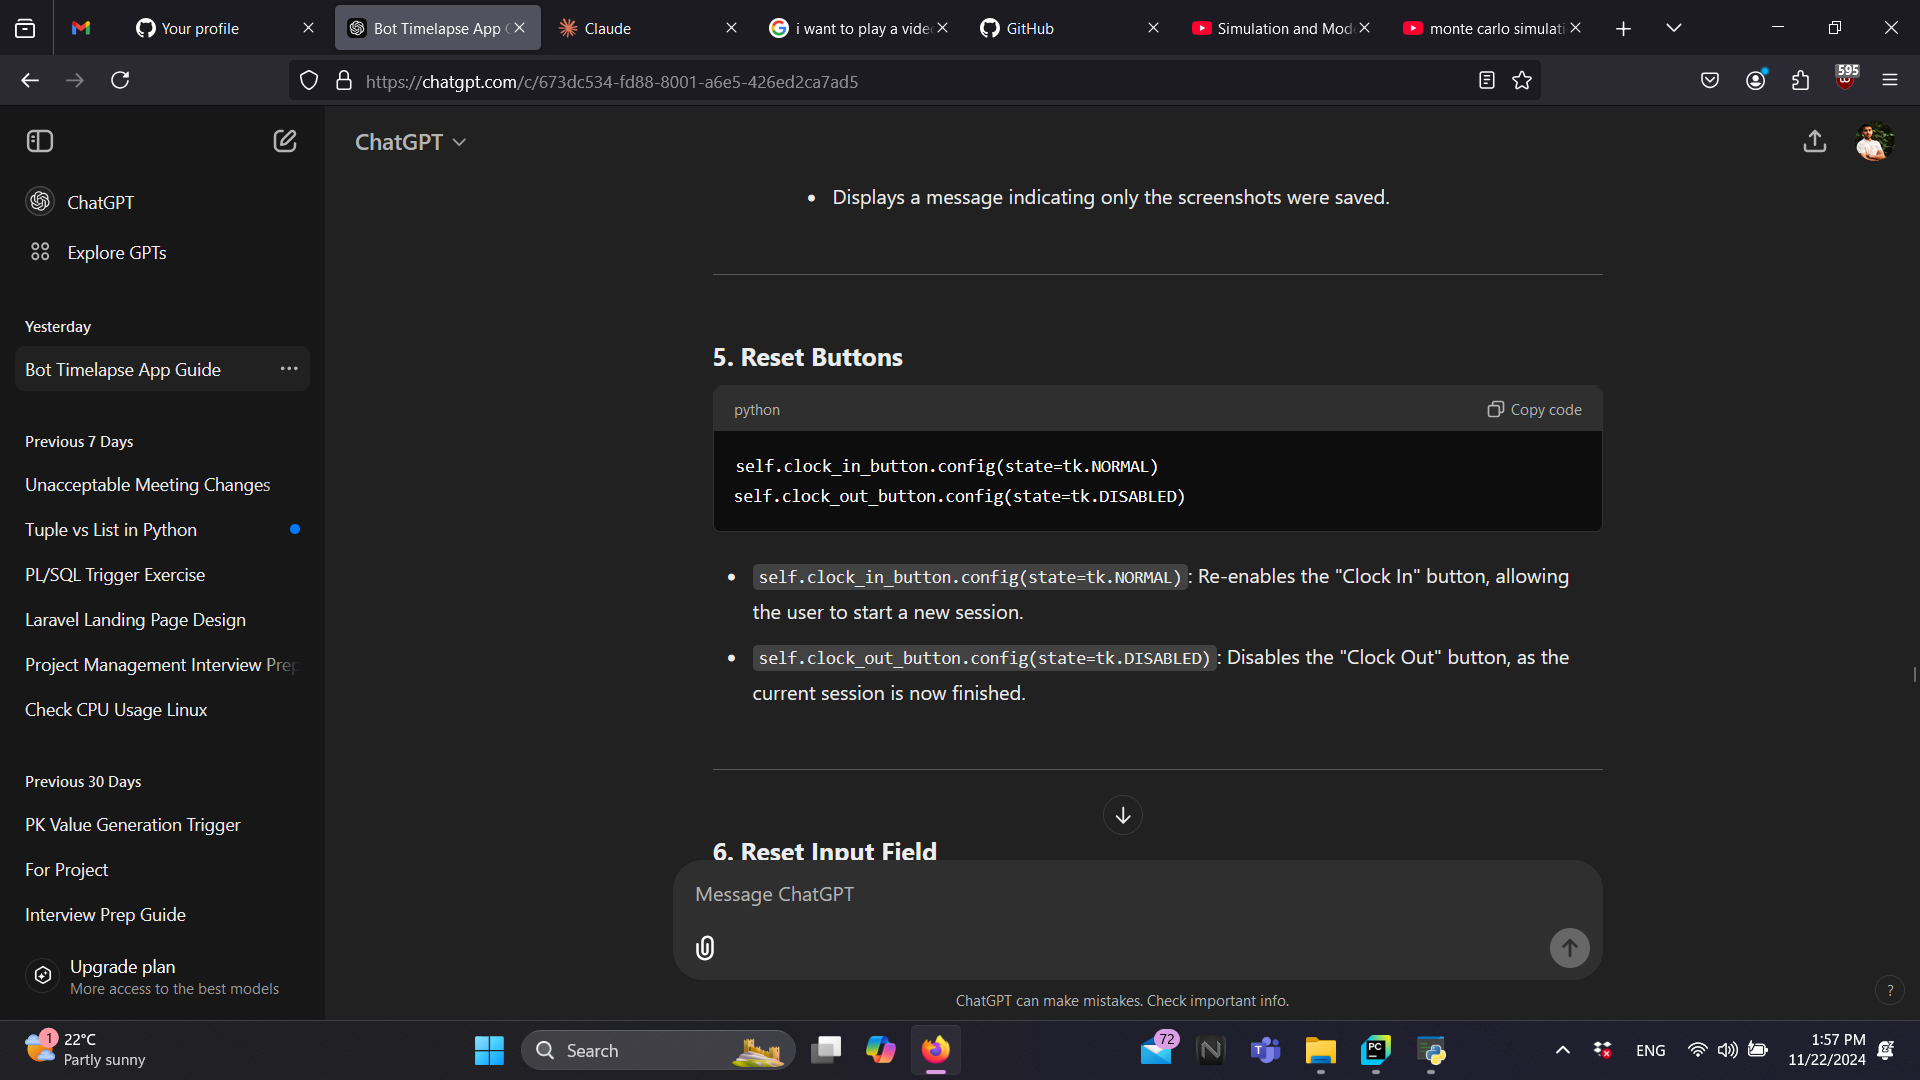 Your profile
Bot Timelapse App
Claude
i want to play a vide
GitHub
Simulation and Mod
monte carlo simulati
https://chatgpt.com/c/673dc534-fd88-8001-a6e5-426ed2ca7ad5
595
ChatGPT
ChatGPT
Explore GPTs
Yesterday
Bot Timelapse App Guide
Previous 7 Days
Unacceptable Meeting Changes
Tuple vs List in Python
PL/SQL Trigger Exercise
Laravel Landing Page Design
Project Management Interview Prep
Check CPU Usage Linux
Previous 30 Days
PK Value Generation Trigger
For Project
Interview Prep Guide
Upgrade plan
More access to the best models
• Displays a message indicating only the screenshots were saved.
5. Reset Buttons
python
Copy code
self.clock_in_button.config(state=tk.NORMAL)
self.clock_out_button.config(state=tk.DISABLED)
• self.clock_in_button.config(state=tk.NORMAL): Re-enables the "Clock In" button, allowing
the user to start a new session.
• self.clock_out_button.config(state=tk.DISABLED): Disables the "Clock Out" button, as the
current session is now finished.
6. Reset Input Field
Message ChatGPT
ChatGPT can make mistakes. Check important info.
?
1
22°C
Partly sunny
Search
72
PC
ENG
1:57 PM
11/22/2024